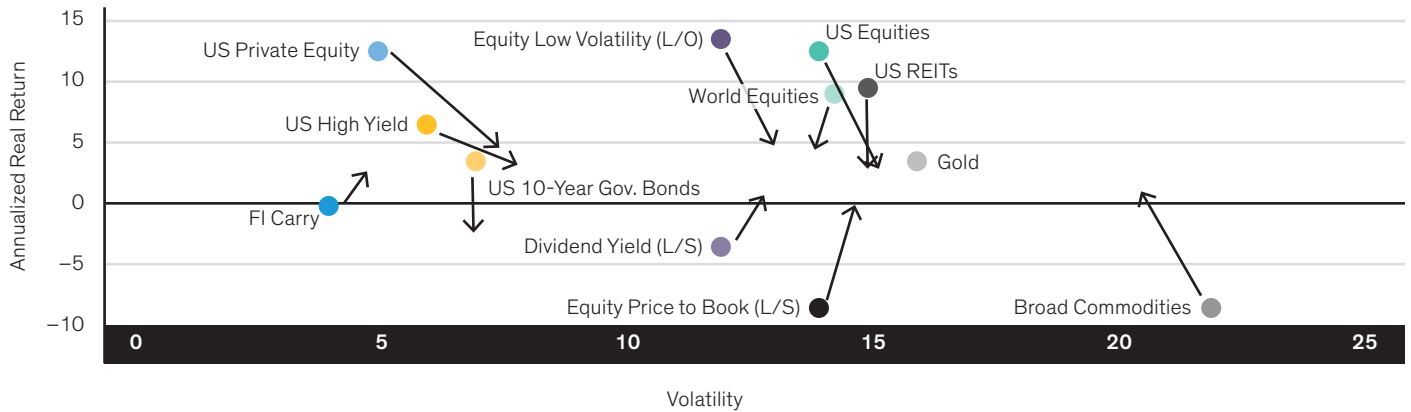 Annualized Real Return
15
10
5
0
−5
−10
US Private Equity
Equity Low Volatility (L/O)
US Equities
US REITs
World Equities
US High Yield
Gold
US 10-Year Gov. Bonds
FI Carry
Dividend Yield (L/S)
Equity Price to Book (L/S)
Broad Commodities
0 5 10 15 20 25
Volatility